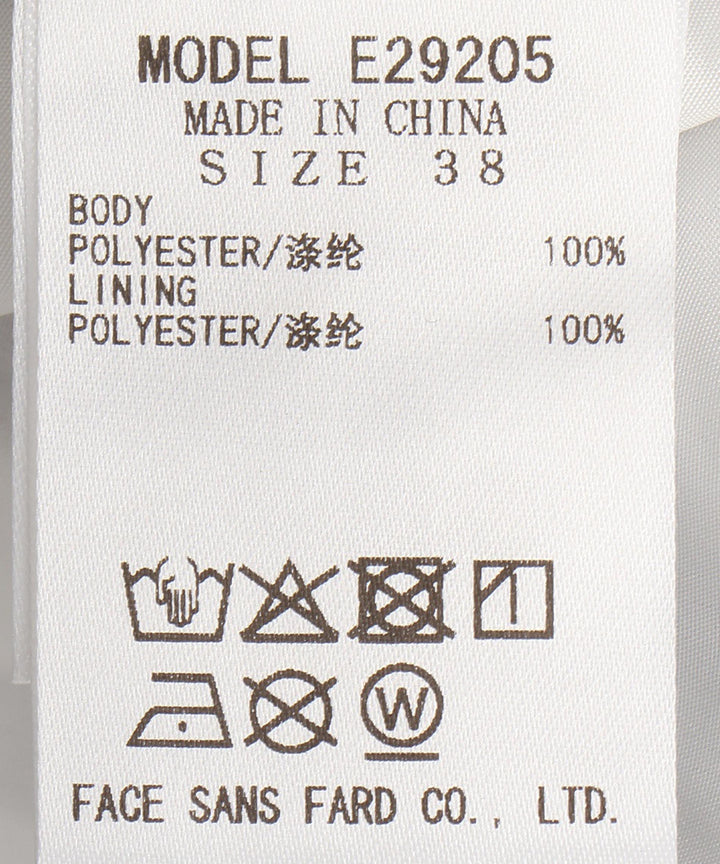 MODEL E29205
MADE IN CHINA
SIZE 38
BODY
POLYESTER/涤纶 100%
LINING
POLYESTER/涤纶 100%
W
FACE SANS FARD CO., LTD.